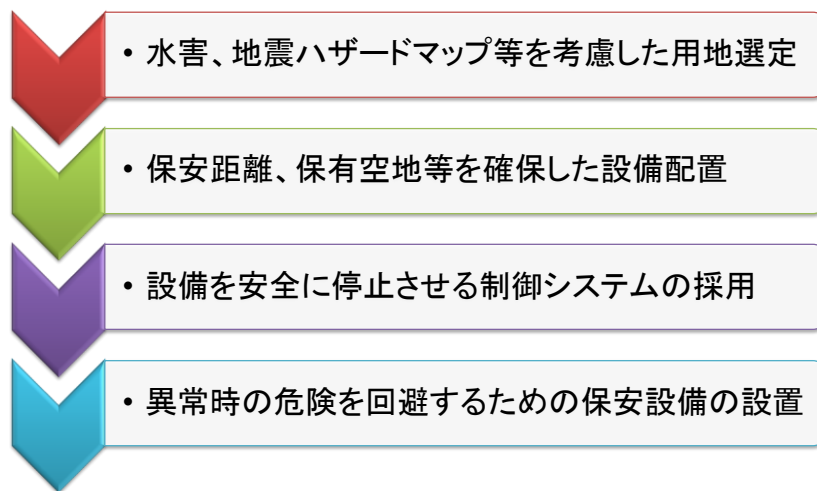 • 水害、地震ハザードマップ等を考慮した用地選定
• 保安距離、保有空地等を確保した設備配置
• 設備を安全に停止させる制御システムの採用
• 異常時の危険を回避するための保安設備の設置